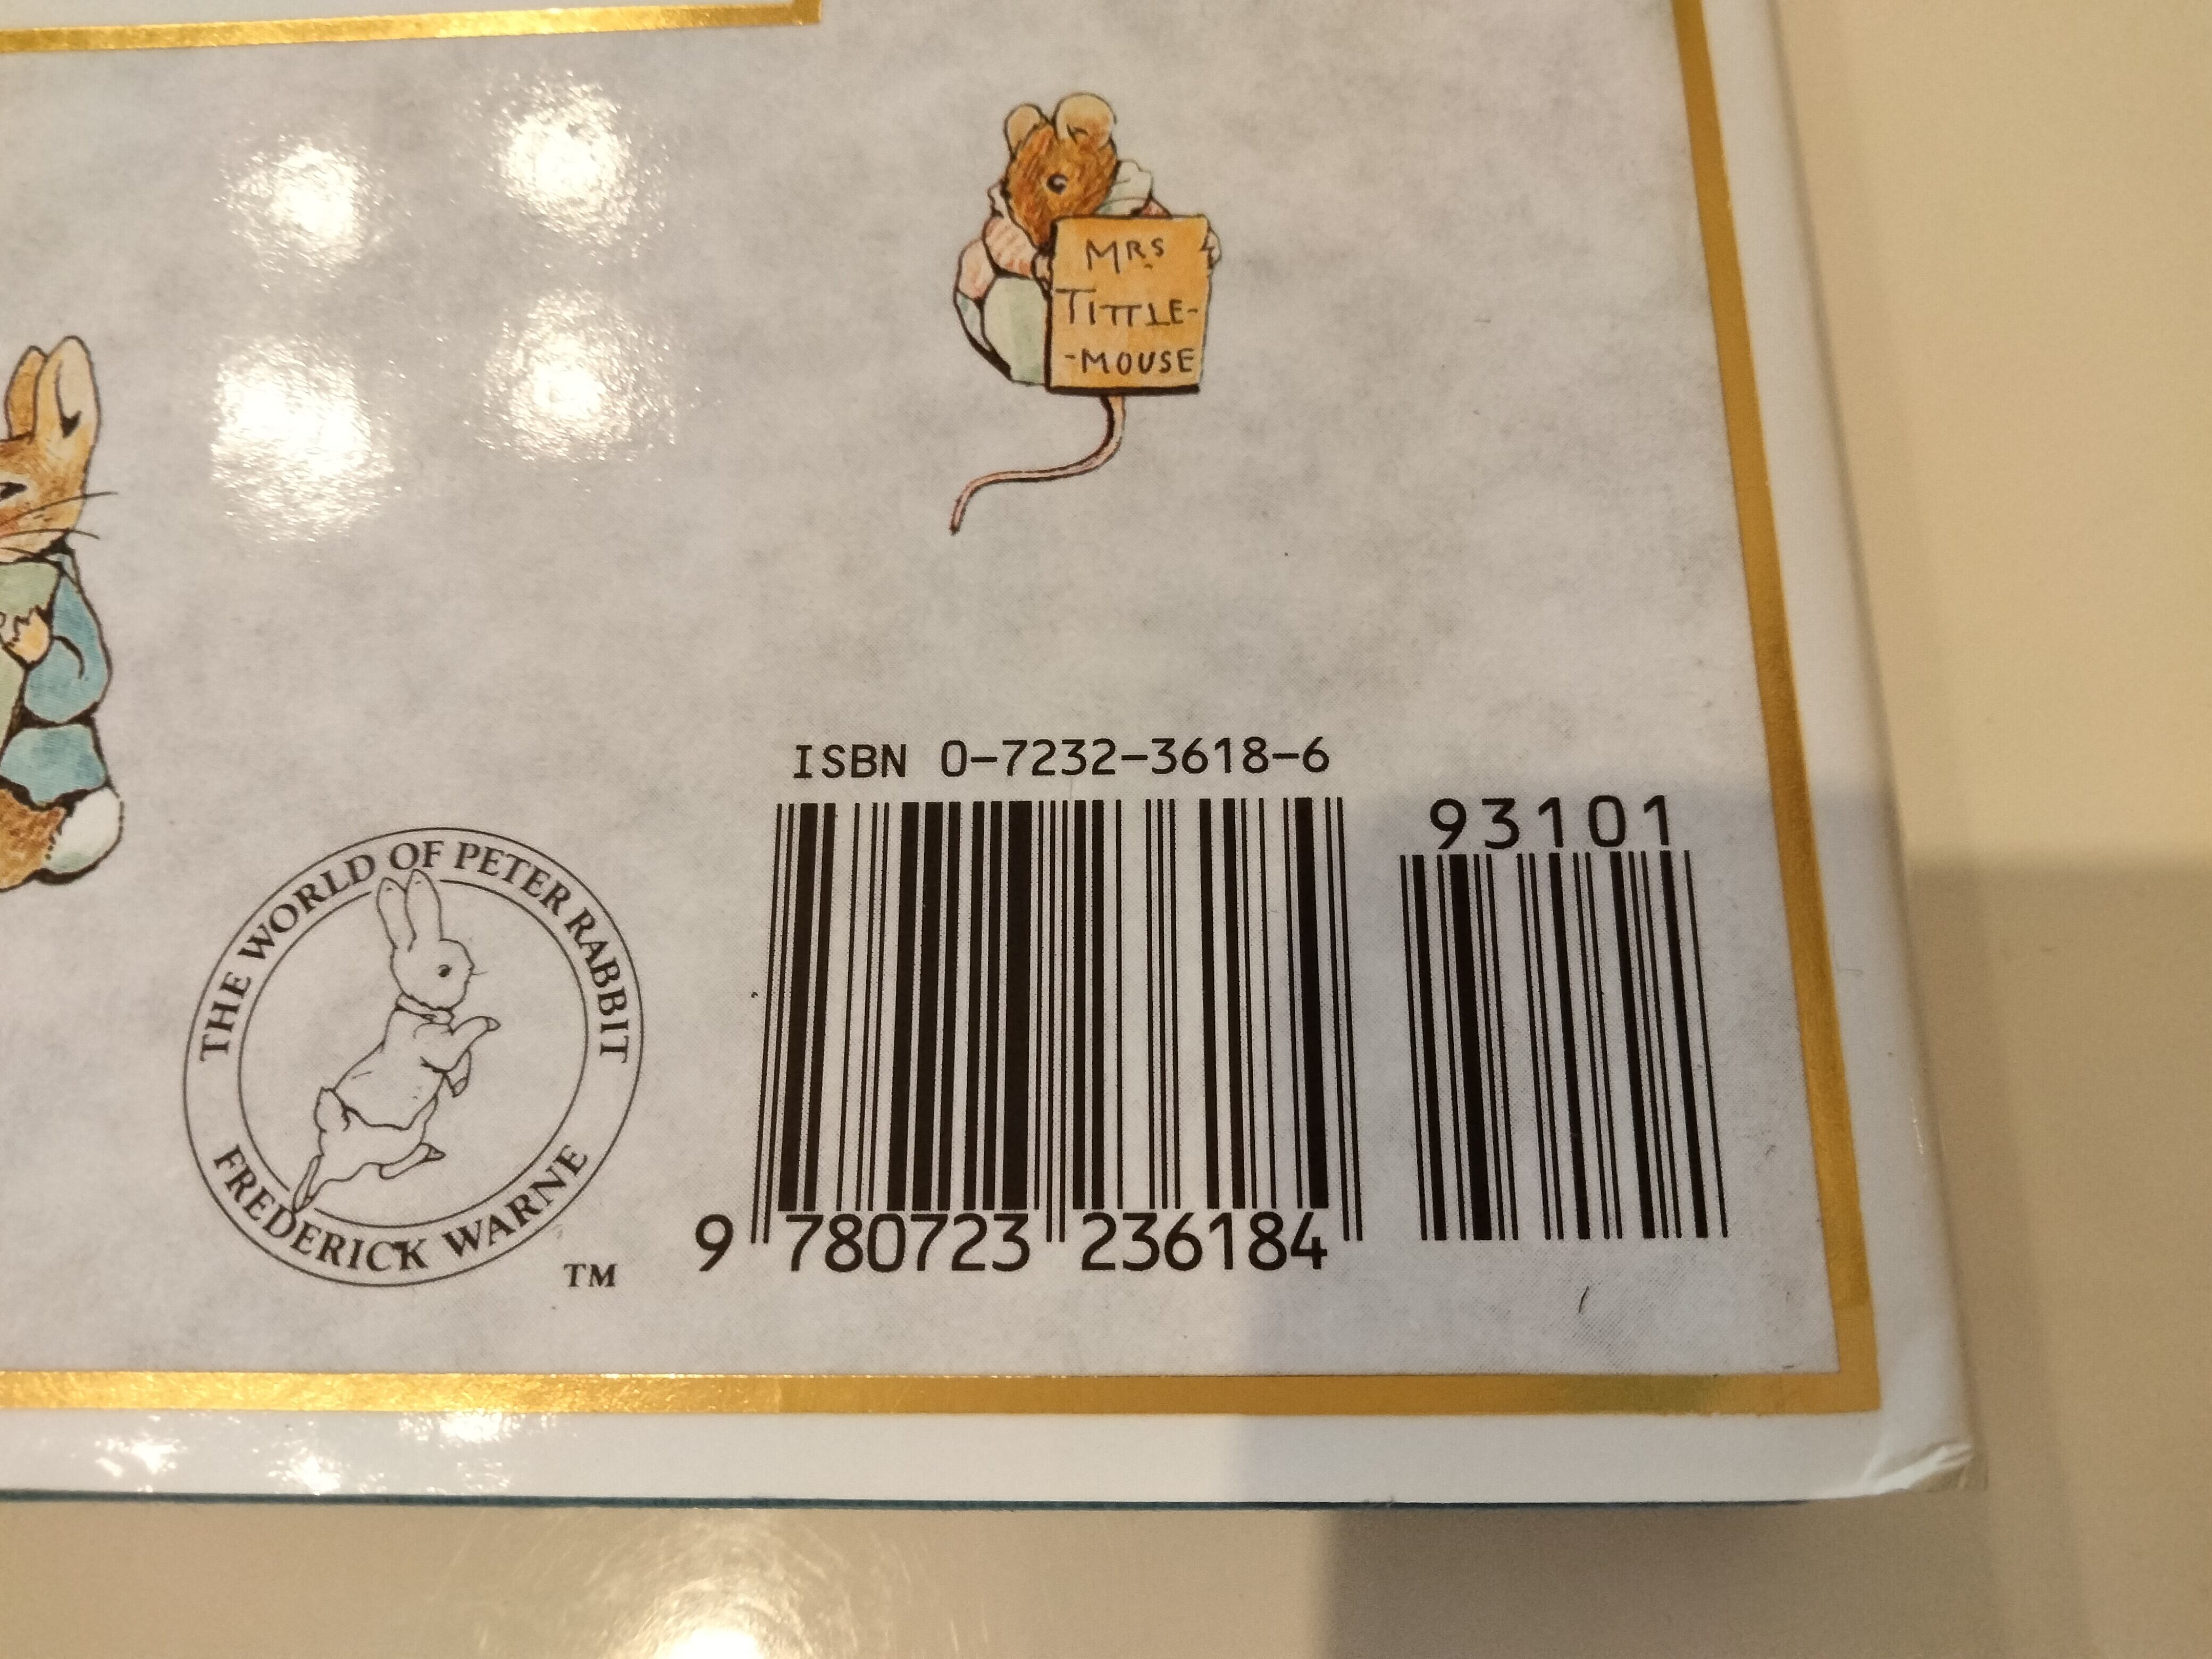 MRS
TITTLE-
-MOUSE
ISBN 0-7232-3618-6
93101
THE WORLD OF PETER RABBIT
FREDERICK WARNE
TM
9 780723 236184